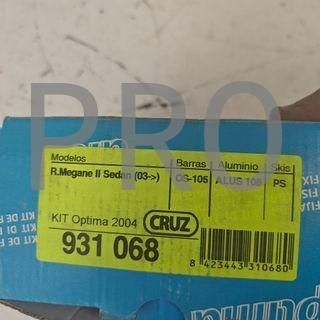 PRO
Modelos Barras Aluminio Skis
R.Megane II Sedan (03->) OS-105 ALUS 108 PS
KIT Optima 2004 CRUZ
931 068
8 423443 310680